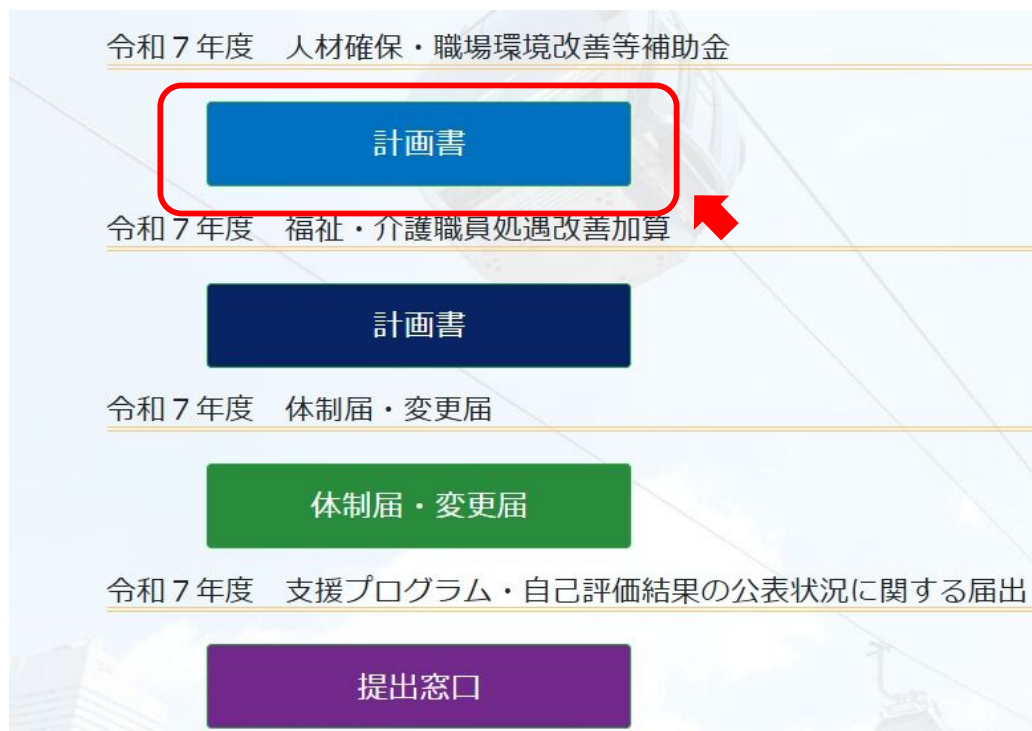 令和７年度　人材確保・職場環境改善等補助金
計画書
令和７年度　福祉・介護職員処遇改善加算
計画書
令和７年度　体制届・変更届
体制届・変更届
令和７年度　支援プログラム・自己評価結果の公表状況に関する届出
提出窓口